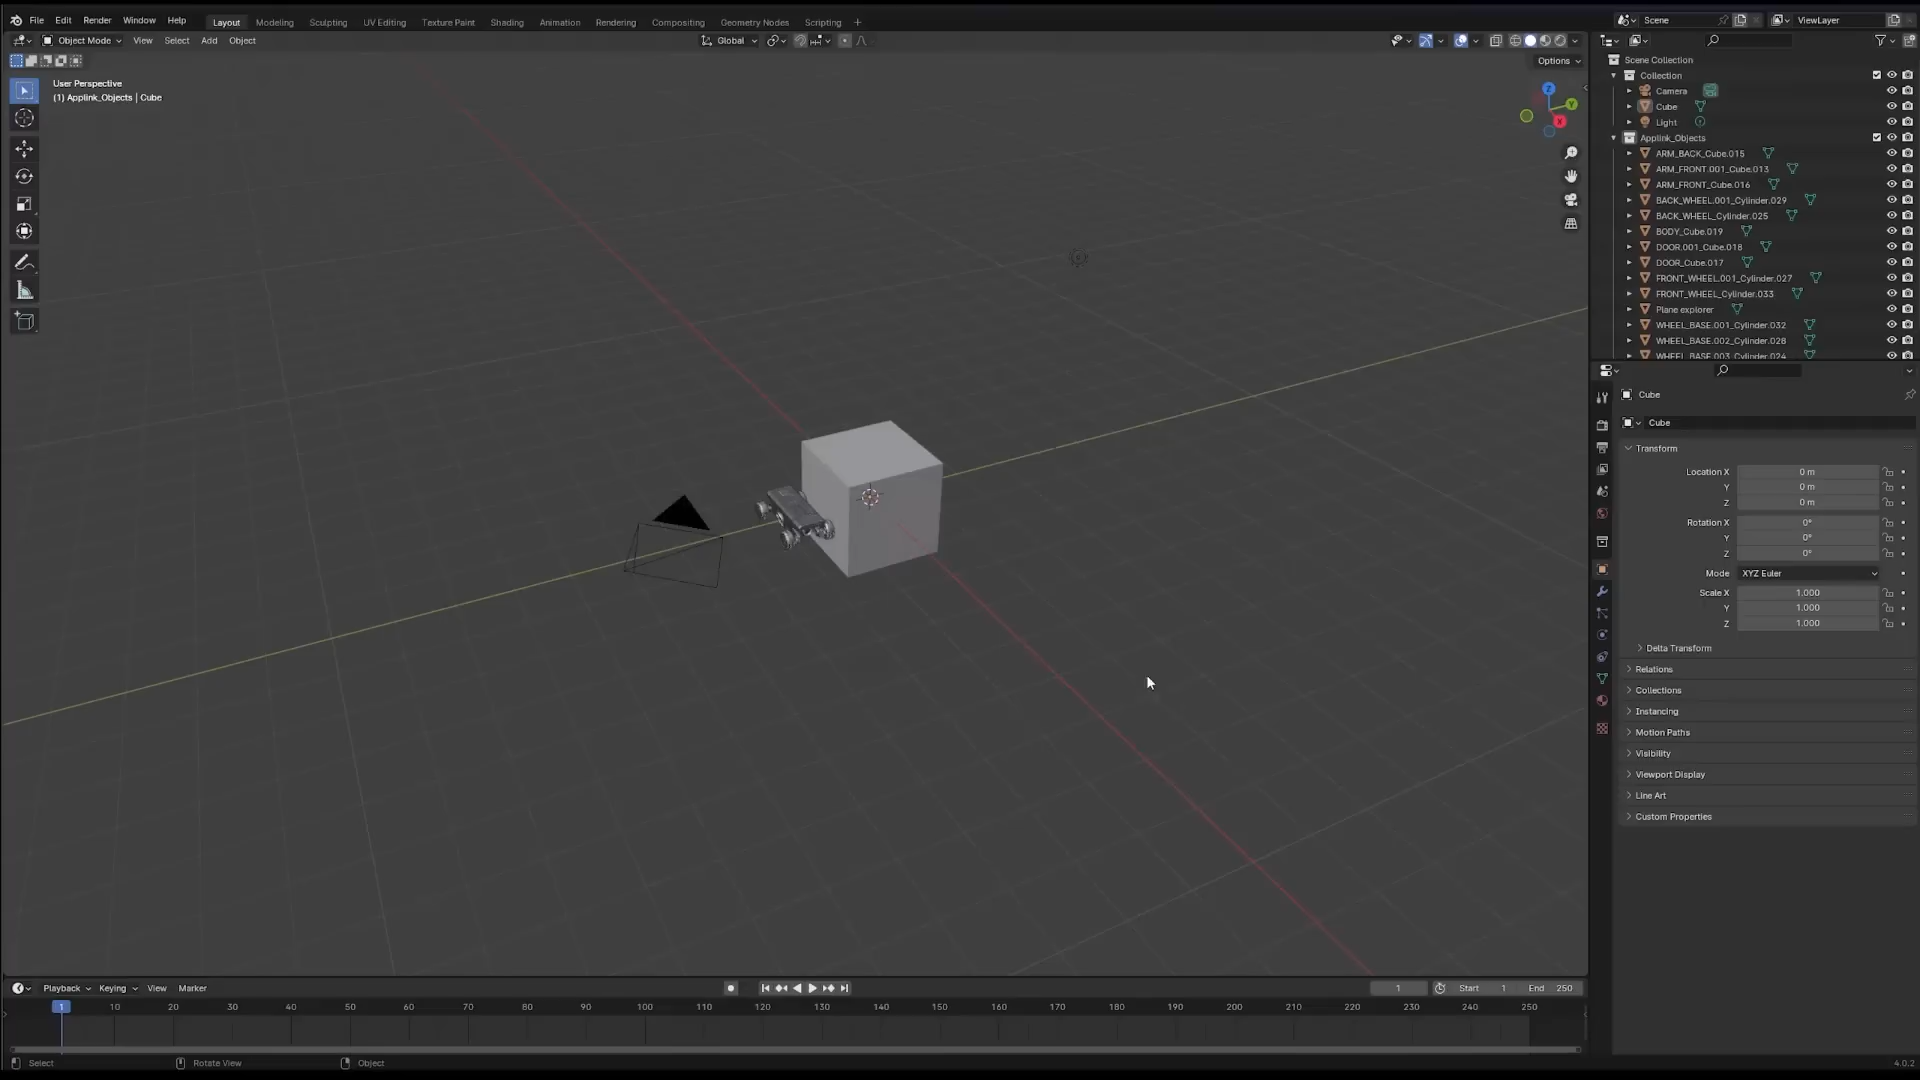 File Edit Render Window Help Layout Modeling Sculpting UV Editing Texture Paint Shading Animation Rendering Compositing Geometry Nodes Scripting + Scene ViewLayer
Object Mode View Select Add Object Global
Options
User Perspective
(1) Applink_Objects | Cube
Z
Y
X
Scene Collection
Collection
Camera
Cube
Light
Applink_Objects
ARM_BACK_Cube.015
ARM_FRONT.001_Cube.013
ARM_FRONT_Cube.016
BACK_WHEEL.001_Cylinder.029
BACK_WHEEL_Cylinder.025
BODY_Cube.019
DOOR.001_Cube.018
DOOR_Cube.017
FRONT_WHEEL.001_Cylinder.027
FRONT_WHEEL_Cylinder.033
Plane explorer
WHEEL_BASE.001_Cylinder.032
WHEEL_BASE.002_Cylinder.028
WHEEL_BASE.003_Cylinder.024
Cube
Cube
Transform
Location X 0 m
Y 0 m
Z 0 m
Rotation X 0°
Y 0°
Z 0°
Mode XYZ Euler
Scale X 1.000
Y 1.000
Z 1.000
Delta Transform
Relations
Collections
Instancing
Motion Paths
Visibility
Viewport Display
Line Art
Custom Properties
Playback Keying View Marker 1 Start 1 End 250
1 10 20 30 40 50 60 70 80 90 100 110 120 130 140 150 160 170 180 190 200 210 220 230 240 250
Select Rotate View Object 4.0.2